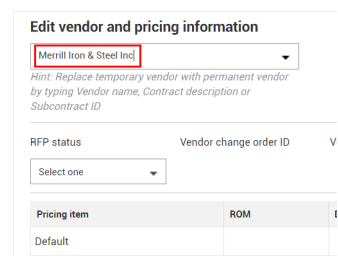 Edit vendor and pricing information
Merrill Iron & Steel Inc
Hint: Replace temporary vendor with permanent vendor
by typing Vendor name, Contract description or
Subcontract ID
RFP status
Vendor change order ID
Select one
Pricing item
ROM
Default